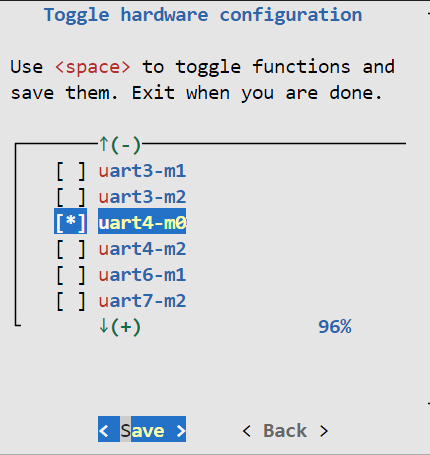 Toggle hardware configuration
Use <space> to toggle functions and
save them. Exit when you are done.
↑(-)
[ ] uart3-m1
[ ] uart3-m2
[*] uart4-m0
[ ] uart4-m2
[ ] uart6-m1
[ ] uart7-m2
↓(+) 96%
< Save > < Back >